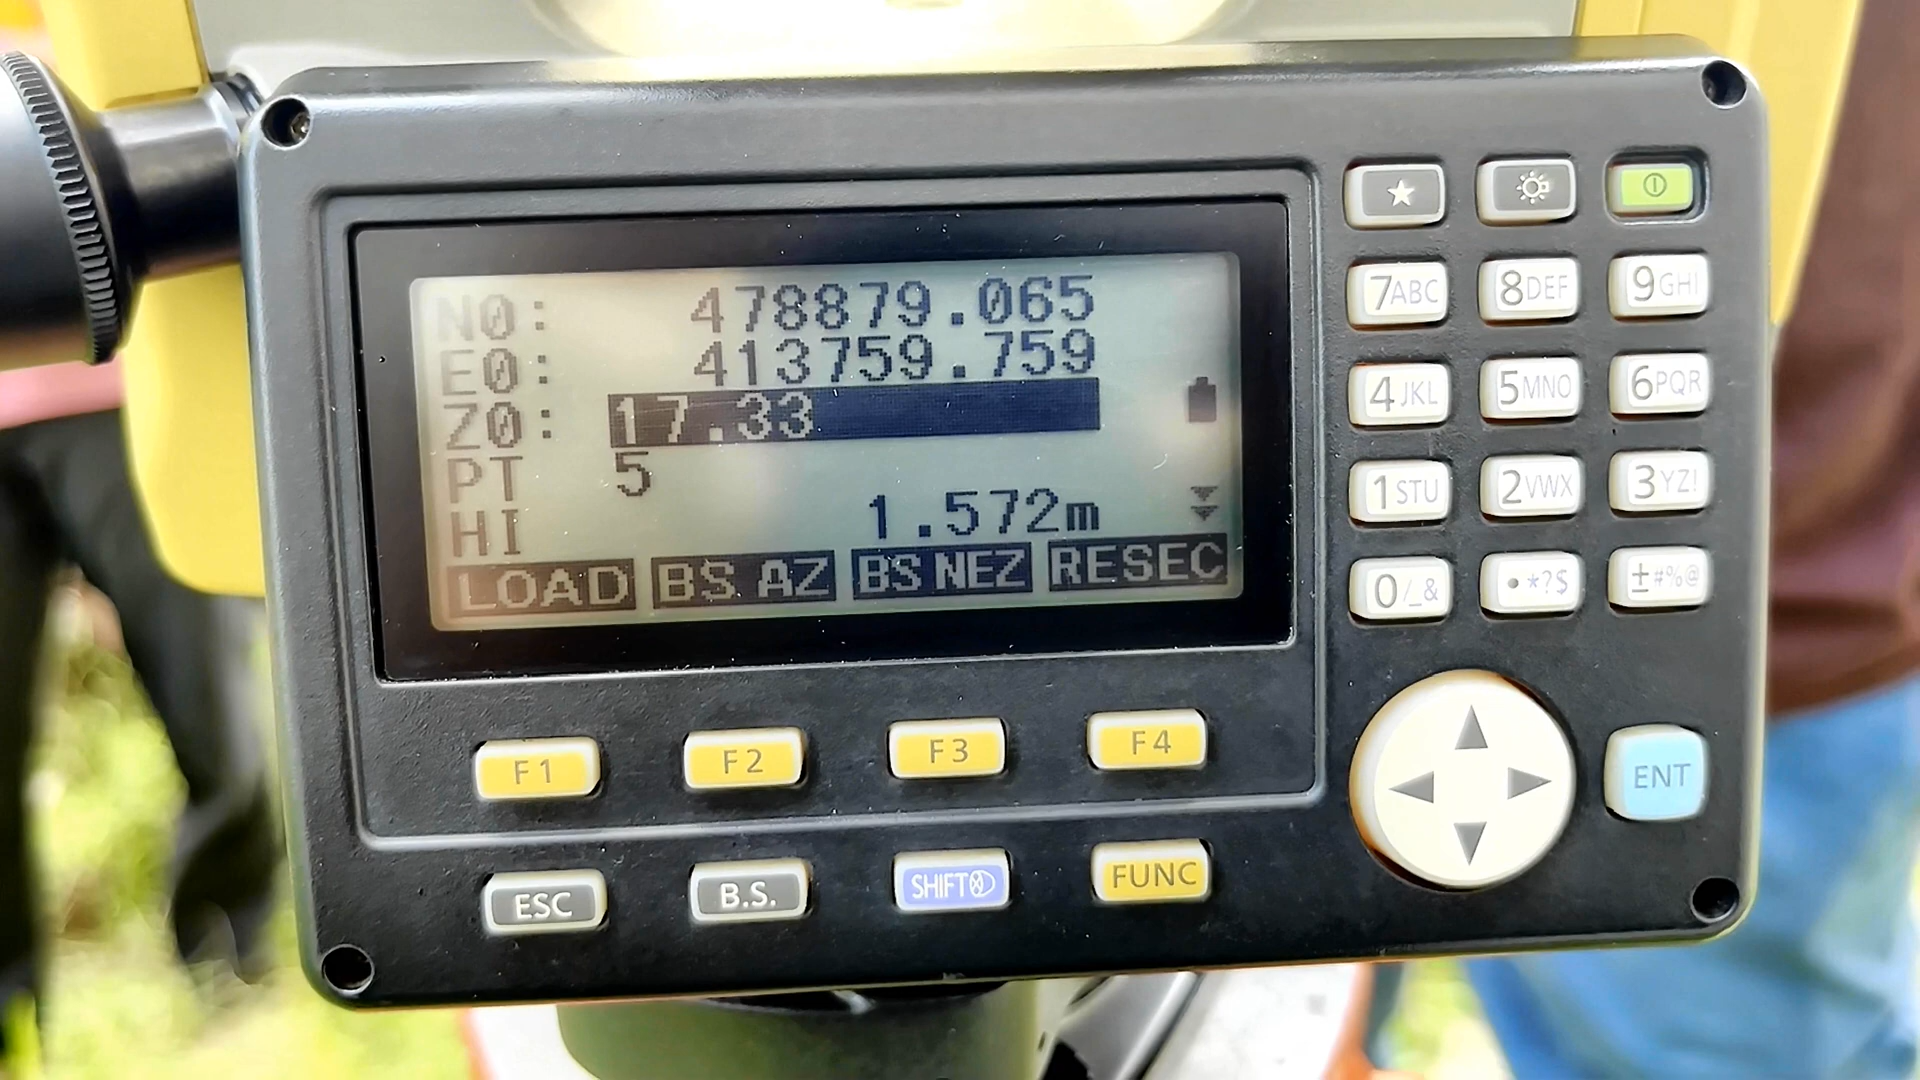 N0: 478879.065
E0: 413759.759
Z0: 17.33
PT 5
HI 1.572m
LOAD BS AZ BS NEZ RESEC
7ABC 8DEF 9GHI
4JKL 5MNO 6PQR
1STU 2VWX 3YZ!
0/_& •*?$ ±#%@
F1 F2 F3 F4
ENT
ESC B.S. SHIFT FUNC